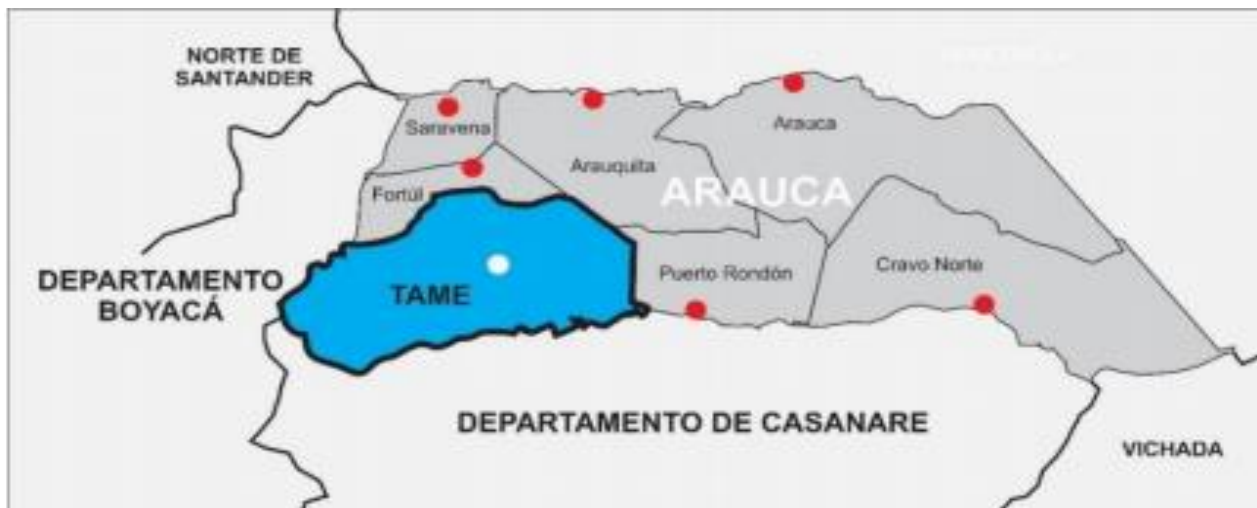 NORTE DE
SANTANDER
Saravena
Arauca
Arauquita
Fortúl
ARAUCA
DEPARTAMENTO
BOYACÁ
TAME
Puerto Rondón
Cravo Norte
DEPARTAMENTO DE CASANARE
VICHADA